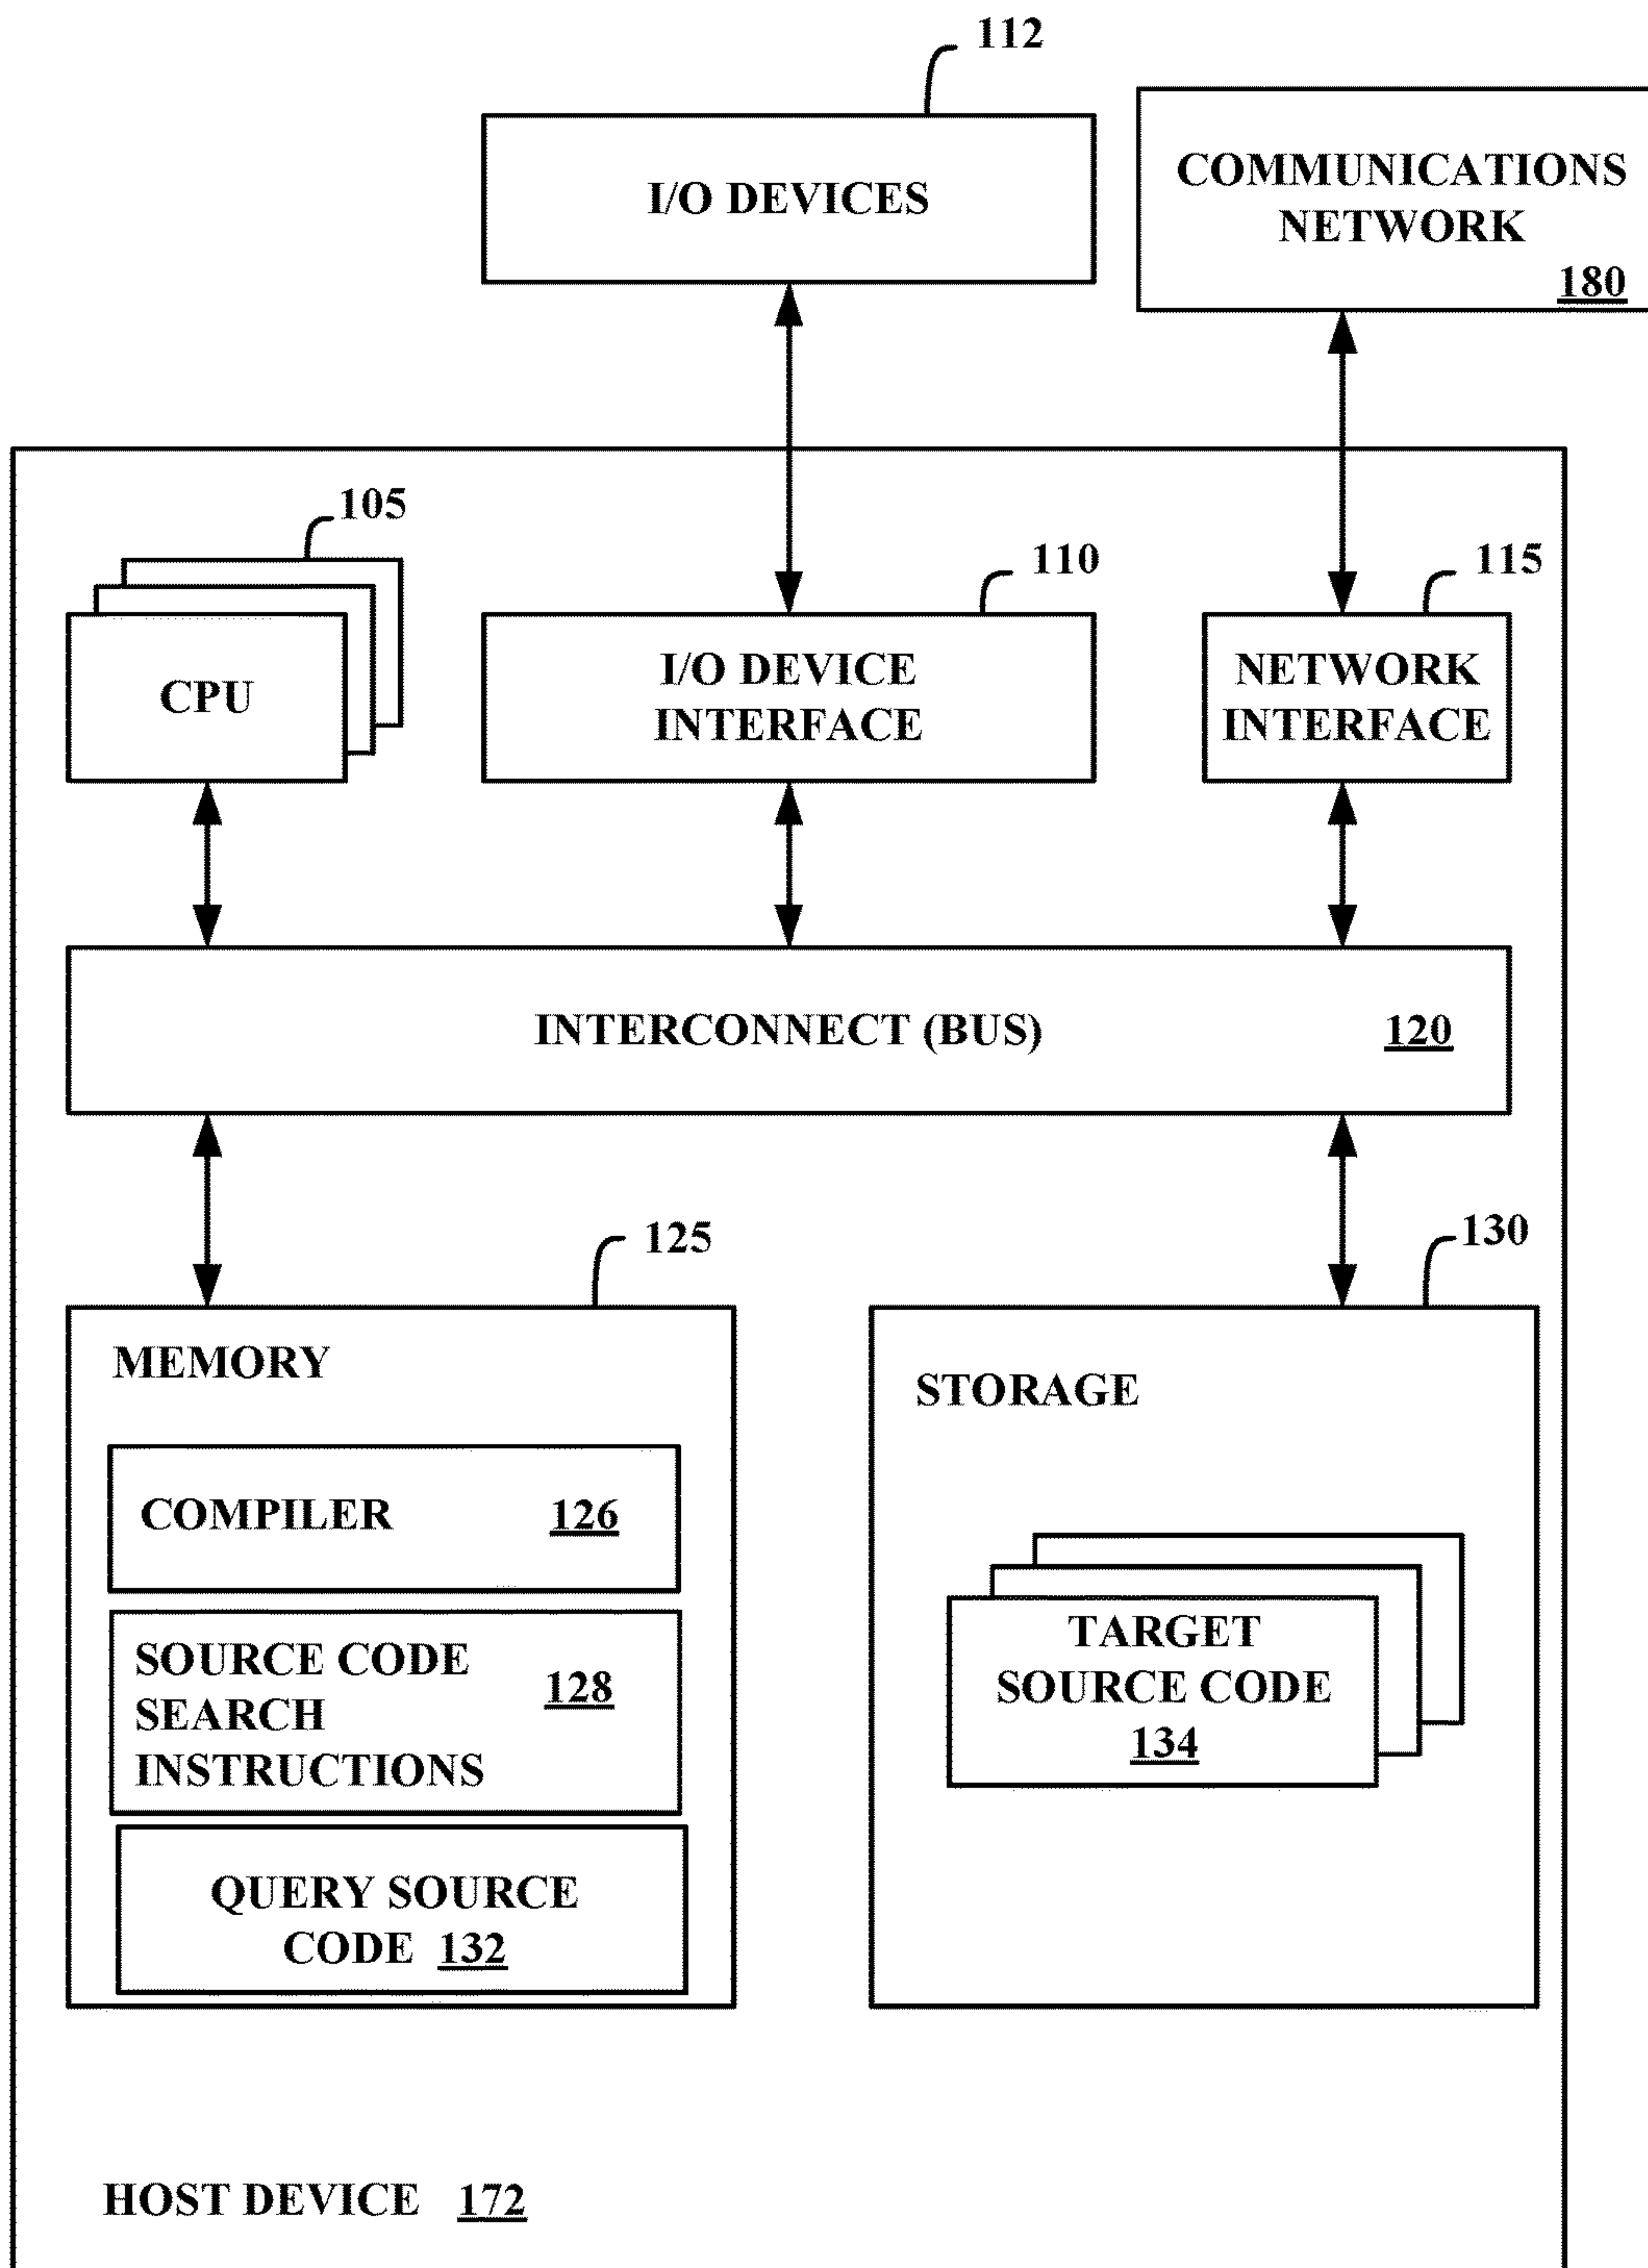 112
I/O DEVICES
COMMUNICATIONS
NETWORK
180
105
CPU
110
I/O DEVICE
INTERFACE
115
NETWORK
INTERFACE
INTERCONNECT (BUS) 120
125
MEMORY
COMPILER 126
SOURCE CODE
SEARCH
INSTRUCTIONS
128
QUERY SOURCE
CODE 132
130
STORAGE
TARGET
SOURCE CODE
134
HOST DEVICE 172